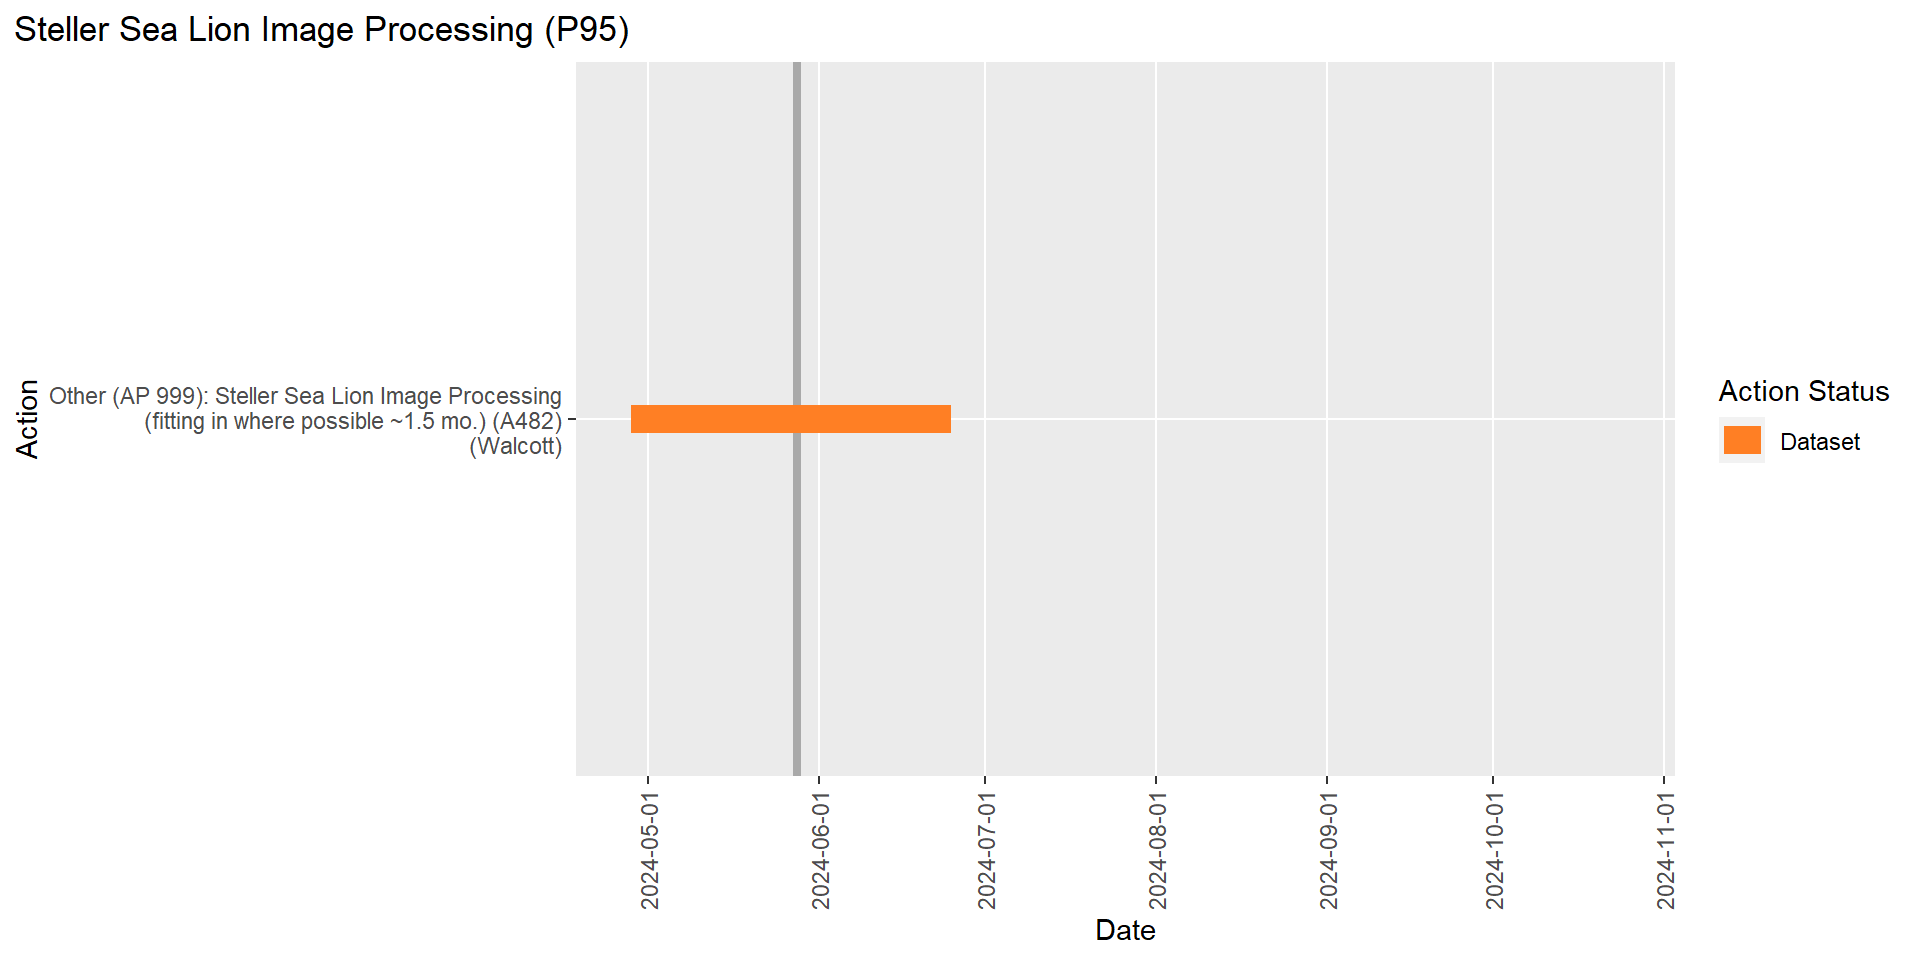 Steller Sea Lion Image Processing (P95)
Action
Other (AP 999): Steller Sea Lion Image Processing
(fitting in where possible ~1.5 mo.) (A482)
(Walcott)
Action Status
Dataset
2024-05-01
2024-06-01
2024-07-01
2024-08-01
2024-09-01
2024-10-01
2024-11-01
Date